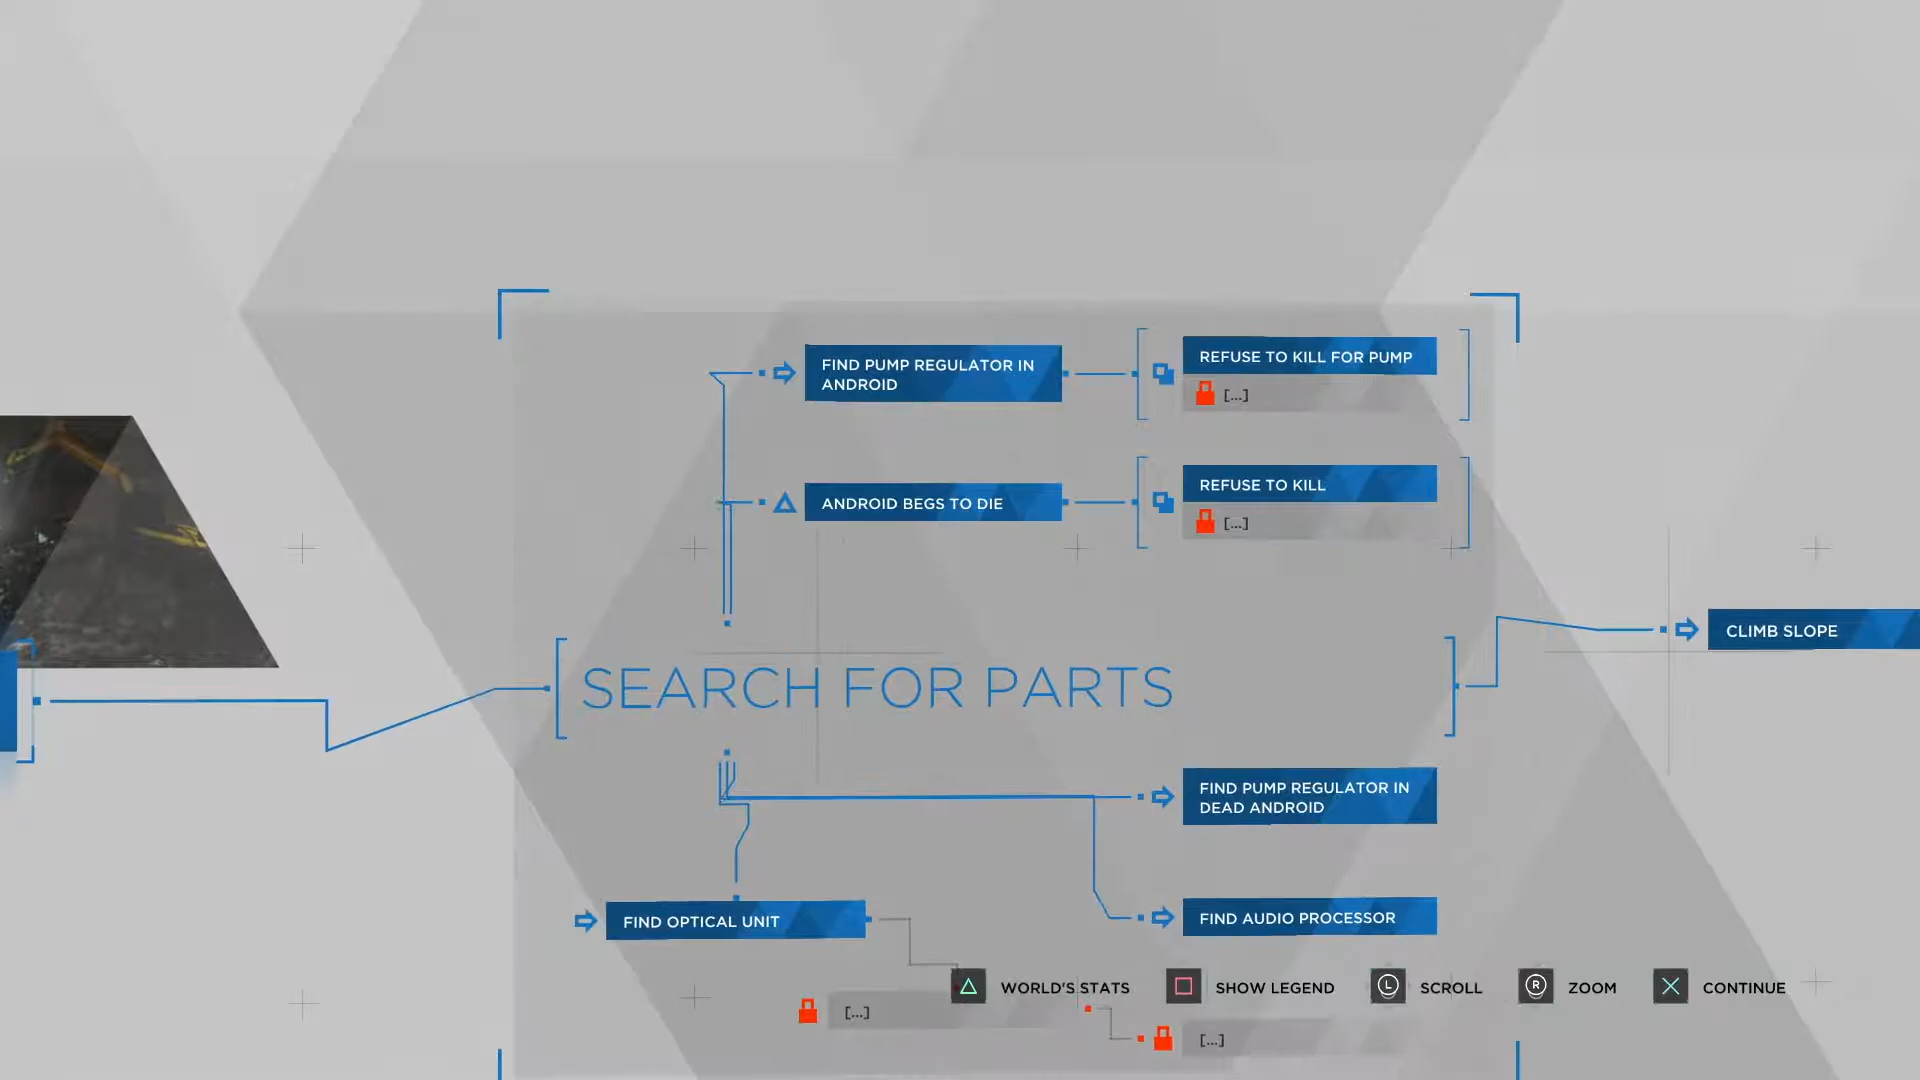 FIND PUMP REGULATOR IN
ANDROID
REFUSE TO KILL FOR PUMP
[...]
ANDROID BEGS TO DIE
REFUSE TO KILL
[...]
CLIMB SLOPE
SEARCH FOR PARTS
FIND PUMP REGULATOR IN
DEAD ANDROID
FIND OPTICAL UNIT
FIND AUDIO PROCESSOR
WORLD'S STATS
SHOW LEGEND
L
SCROLL
R
ZOOM
CONTINUE
[...]
[...]